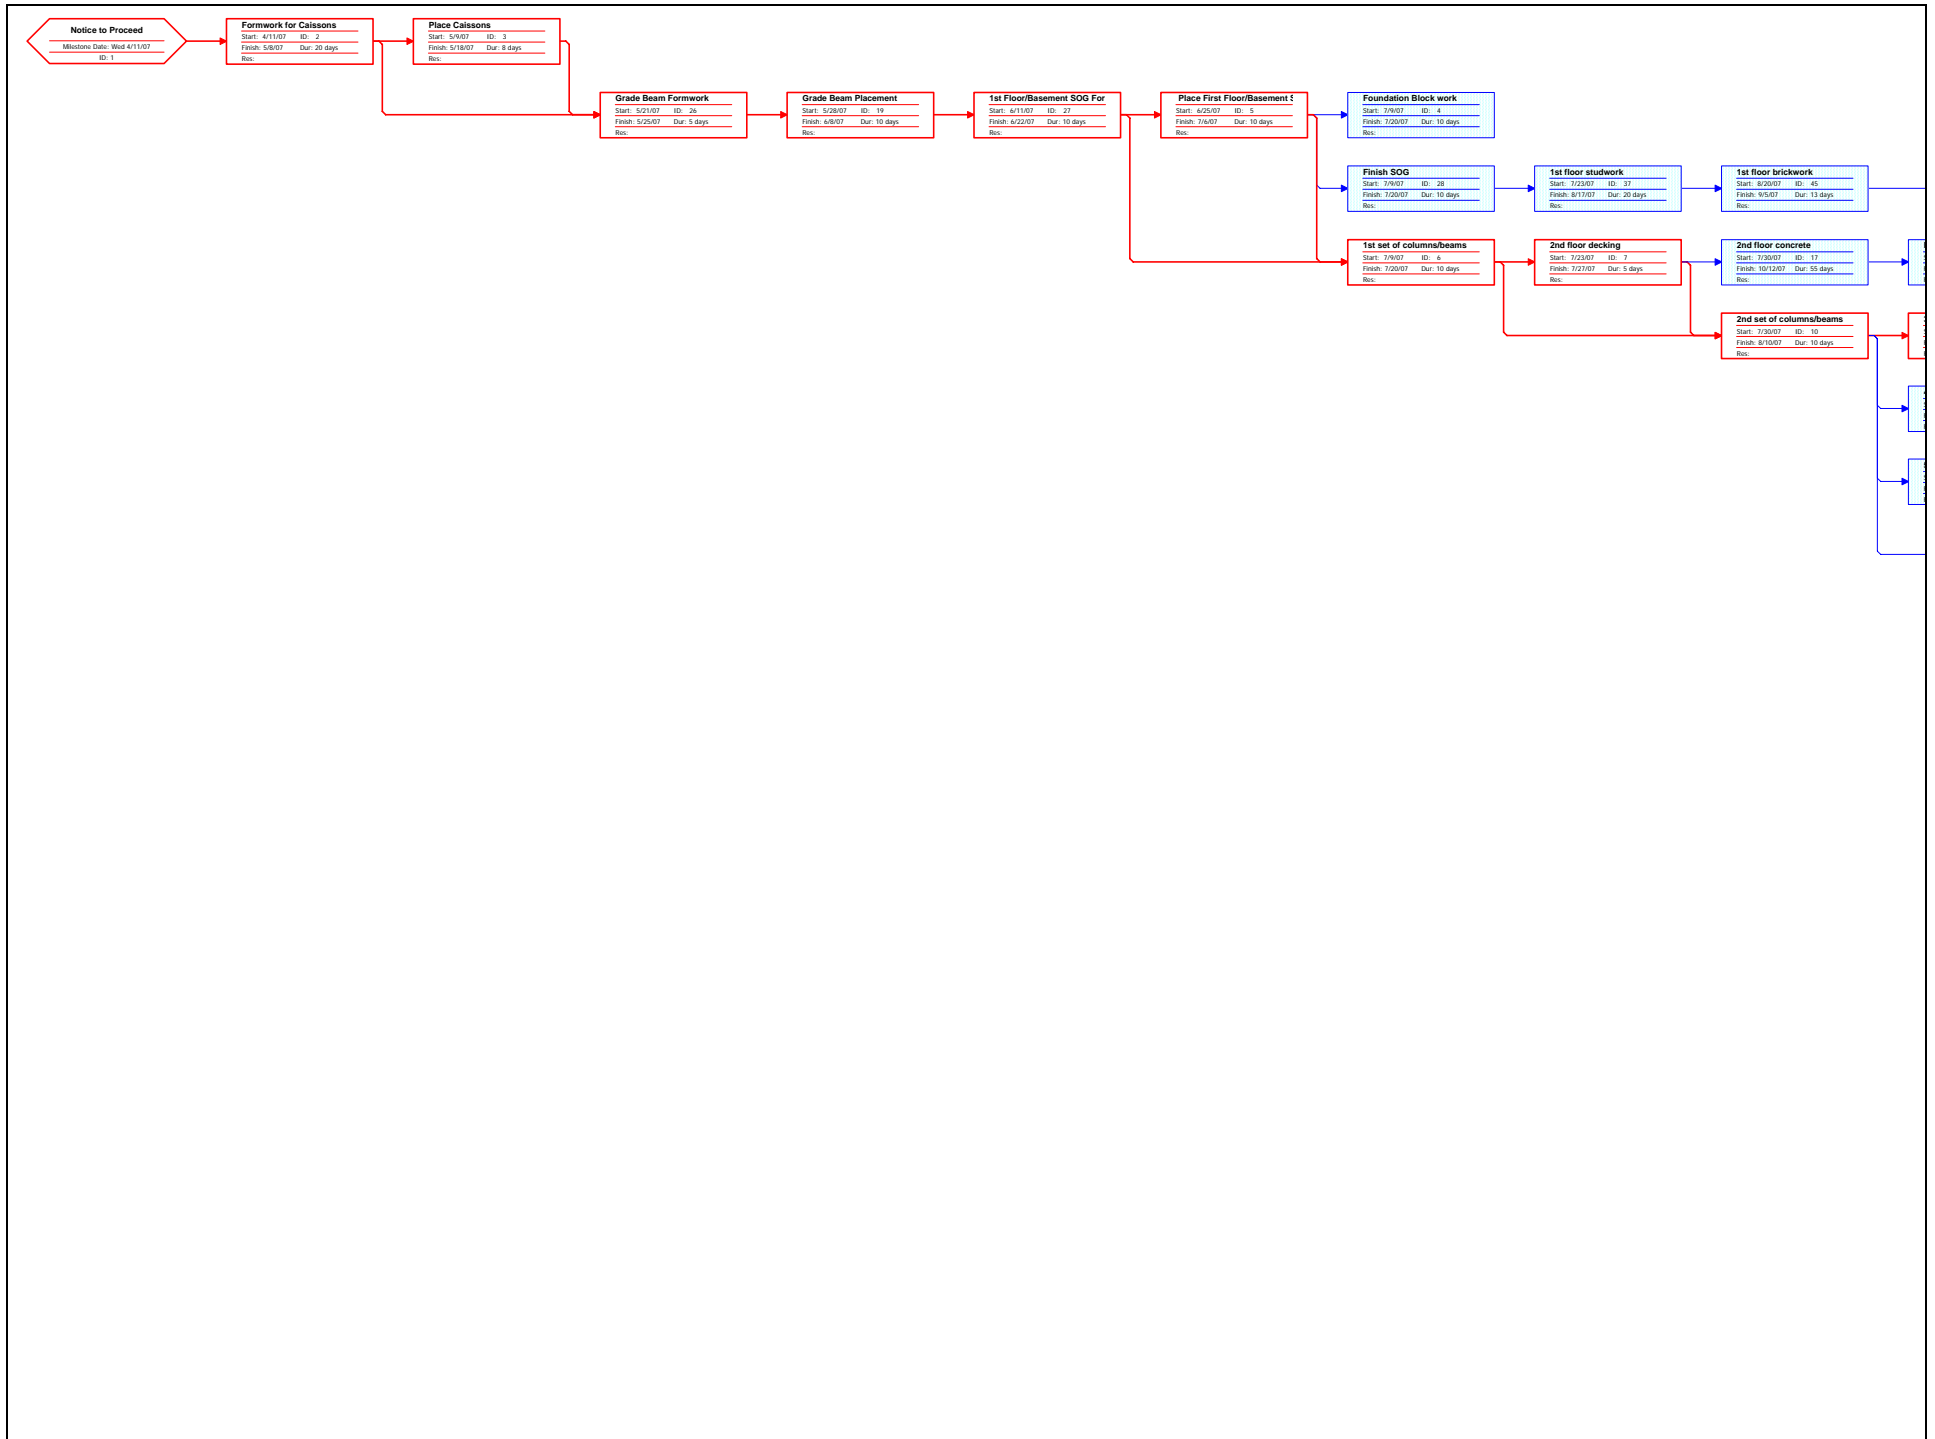 Notice to Proceed
Milestone Date: Wed 4/11/07
ID: 1
Formwork for Caissons
Start: 4/11/07 ID: 2
Finish: 5/8/07 Dur: 20 days
Res:
Place Caissons
Start: 5/9/07 ID: 3
Finish: 5/18/07 Dur: 8 days
Res:
Grade Beam Formwork
Start: 5/21/07 ID: 26
Finish: 5/25/07 Dur: 5 days
Res:
Grade Beam Placement
Start: 5/28/07 ID: 19
Finish: 6/8/07 Dur: 10 days
Res:
1st Floor/Basement SOG For
Start: 6/11/07 ID: 27
Finish: 6/22/07 Dur: 10 days
Res:
Place First Floor/Basement S
Start: 6/25/07 ID: 5
Finish: 7/6/07 Dur: 10 days
Res:
Foundation Block work
Start: 7/9/07 ID: 4
Finish: 7/20/07 Dur: 10 days
Res:
Finish SOG
Start: 7/9/07 ID: 28
Finish: 7/20/07 Dur: 10 days
Res:
1st floor studwork
Start: 7/23/07 ID: 37
Finish: 8/17/07 Dur: 20 days
Res:
1st floor brickwork
Start: 8/20/07 ID: 45
Finish: 9/5/07 Dur: 13 days
Res:
1st set of columns/beams
Start: 7/9/07 ID: 6
Finish: 7/20/07 Dur: 10 days
Res:
2nd floor decking
Start: 7/23/07 ID: 7
Finish: 7/27/07 Dur: 5 days
Res:
2nd floor concrete
Start: 7/30/07 ID: 17
Finish: 10/12/07 Dur: 55 days
Res:
2nd set of columns/beams
Start: 7/30/07 ID: 10
Finish: 8/10/07 Dur: 10 days
Res: